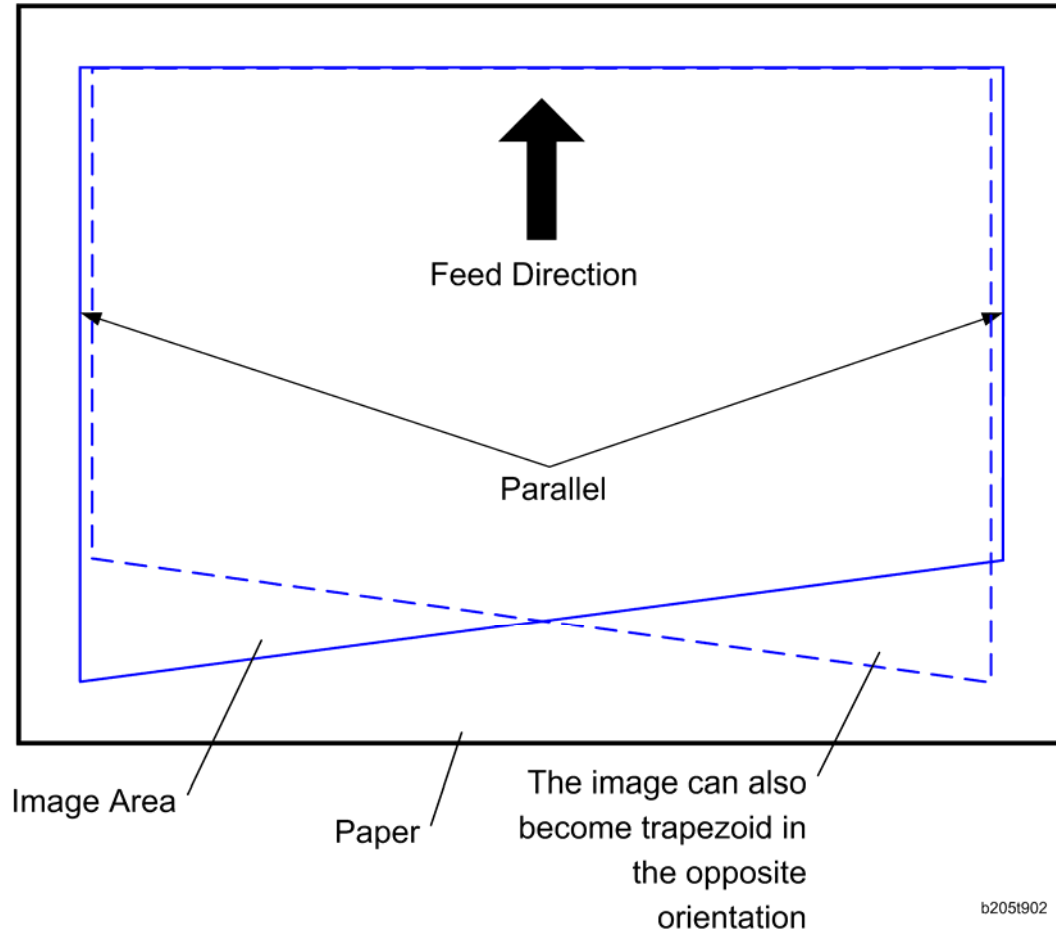 Feed Direction
Parallel
Image Area
Paper
The image can also
become trapezoid in
the opposite
orientation
b205t902